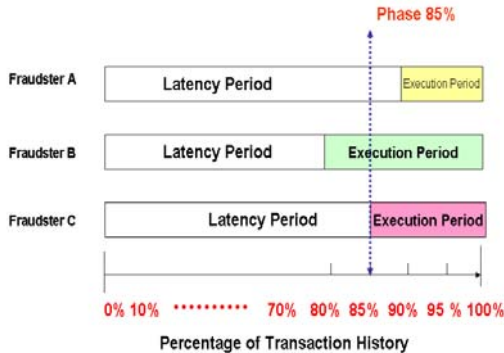 Phase 85%
Fraudster A Latency Period Execution Period
Fraudster B Latency Period Execution Period
Fraudster C Latency Period Execution Period
0% 10% .......... 70% 80% 85% 90% 95 % 100%
Percentage of Transaction History